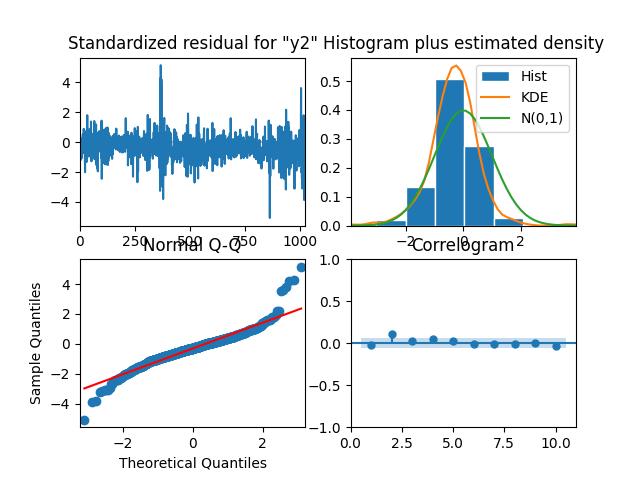 Standardized residual for "y2"
4
2
0
−2
−4
0 250 500 750 1000
Histogram plus estimated density
Hist
KDE
N(0,1)
0.5
0.4
0.3
0.2
0.1
0.0
−2 0 2
Normal Q-Q
Sample Quantiles
4
2
0
−2
−4
−2 0 2
Theoretical Quantiles
Correlogram
1.0
0.5
0.0
−0.5
−1.0
0.0 2.5 5.0 7.5 10.0